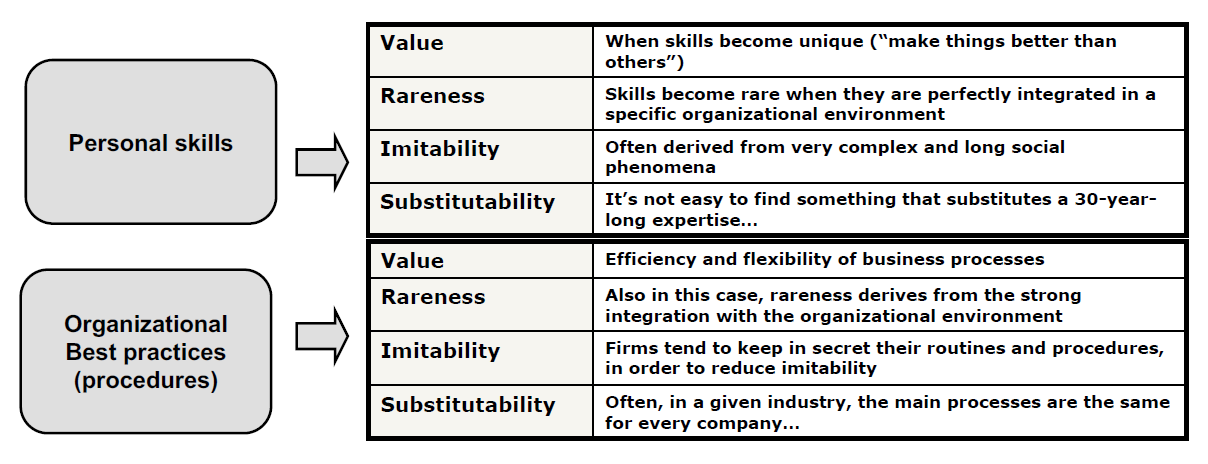 Personal skills
Value
When skills become unique (“make things better than
others”)
Rareness
Skills become rare when they are perfectly integrated in a
specific organizational environment
Imitability
Often derived from very complex and long social
phenomena
Substitutability
It’s not easy to find something that substitutes a 30-year-
long expertise...
Organizational
Best practices
(procedures)
Value
Efficiency and flexibility of business processes
Rareness
Also in this case, rareness derives from the strong
integration with the organizational environment
Imitability
Firms tend to keep in secret their routines and procedures,
in order to reduce imitability
Substitutability
Often, in a given industry, the main processes are the same
for every company...